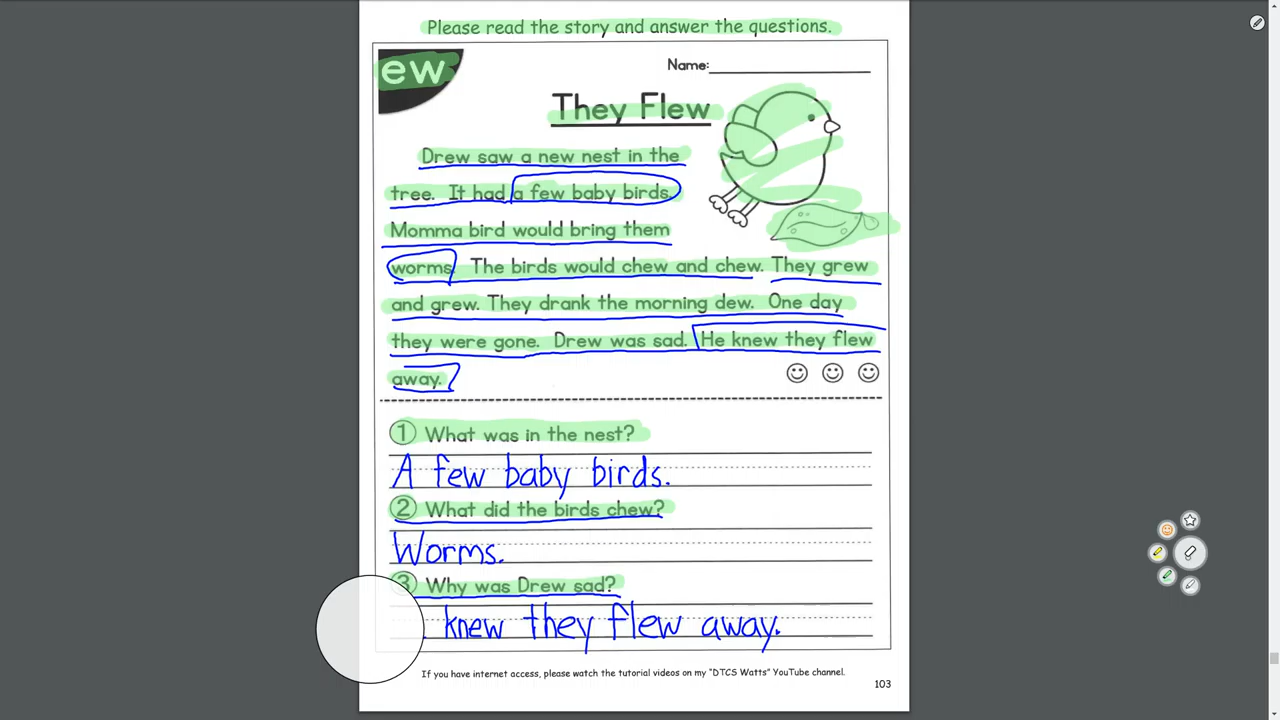 Please read the story and answer the questions.
ew
Name:
They Flew
Drew saw a new nest in the
tree. It had a few baby birds.
Momma bird would bring them
worms. The birds would chew and chew. They grew
and grew. They drank the morning dew. One day
they were gone. Drew was sad. He knew they flew
away.
1 What was in the nest?
A few baby birds.
2 What did the birds chew?
Worms.
3 Why was Drew sad?
knew they flew away.
If you have internet access, please watch the tutorial videos on my "DTCS Watts" YouTube channel.
103